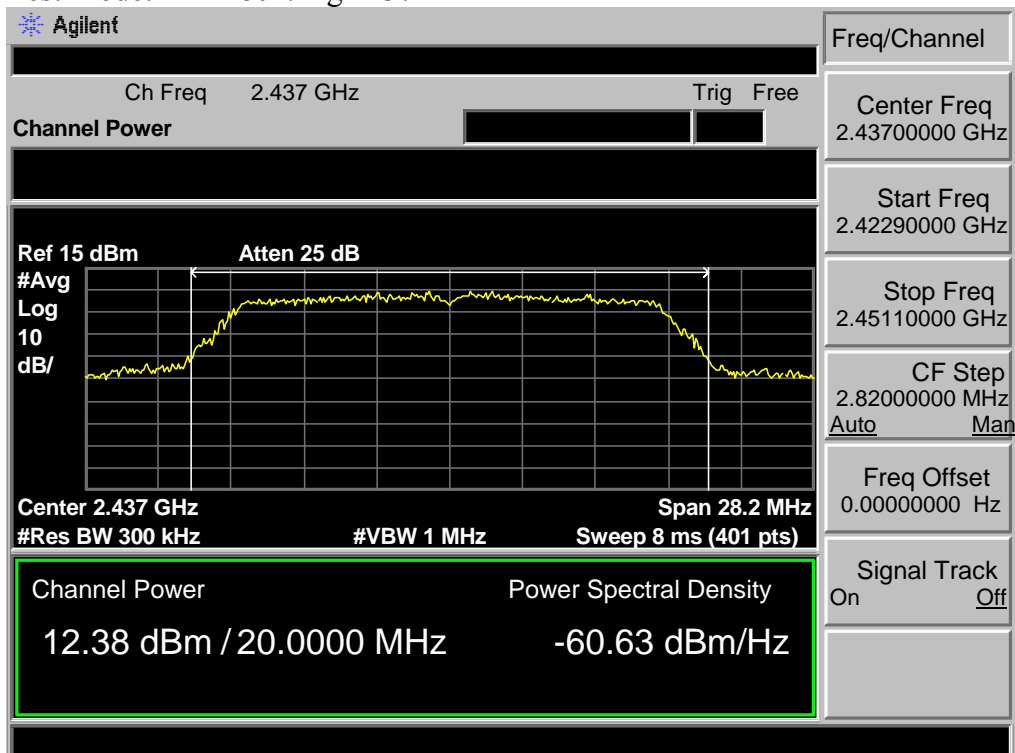 Agilent
Freq/Channel
Ch Freq 2.437 GHz Trig Free
Channel Power
Center Freq
2.43700000 GHz
Start Freq
2.42290000 GHz
Ref 15 dBm Atten 25 dB
#Avg
Log
10
dB/
Stop Freq
2.45110000 GHz
CF Step
2.82000000 MHz
Auto Man
Freq Offset
0.00000000 Hz
Center 2.437 GHz Span 28.2 MHz
#Res BW 300 kHz #VBW 1 MHz Sweep 8 ms (401 pts)
Signal Track
On Off
Channel Power Power Spectral Density
12.38 dBm / 20.0000 MHz -60.63 dBm/Hz